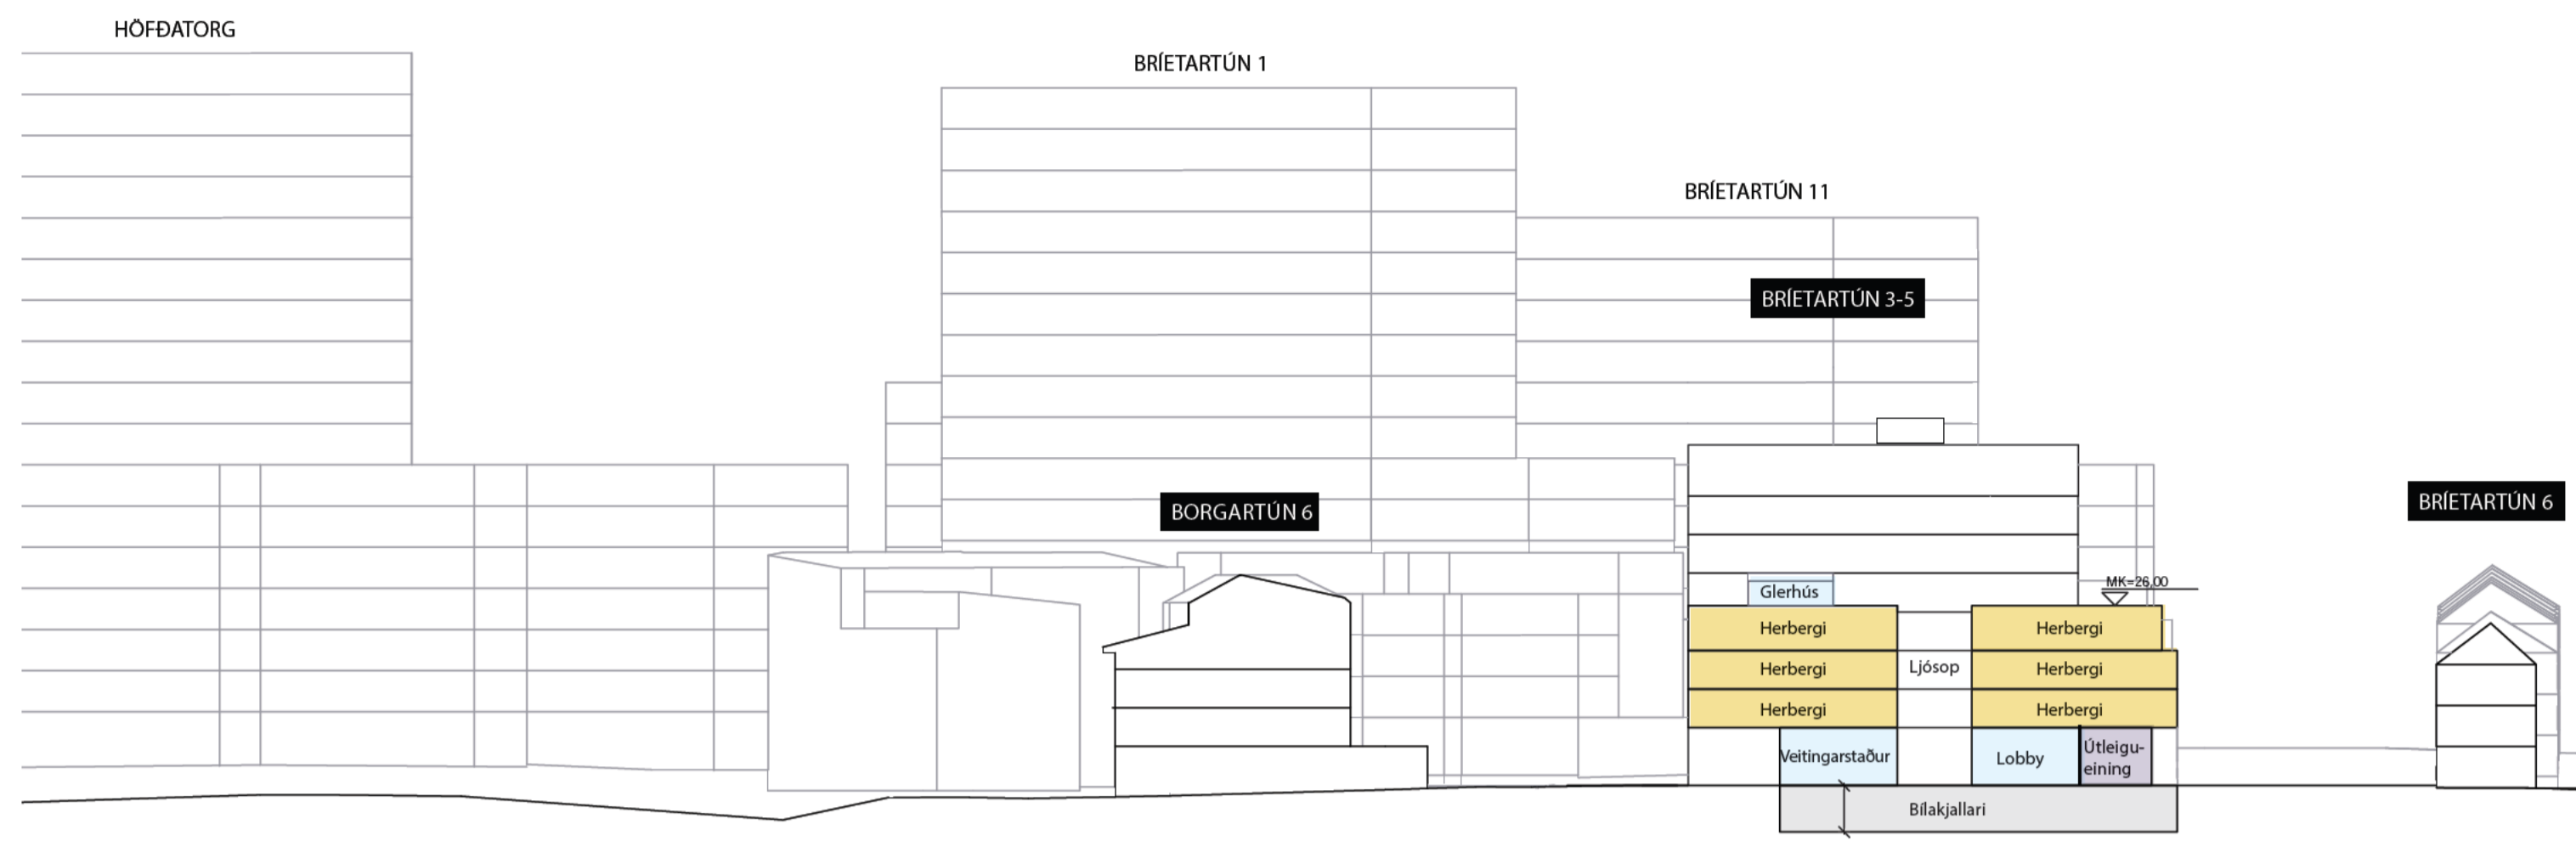 HÖFÐATORG
BRÍETARTÚN 1
BRÍETARTÚN 11
BRÍETARTÚN 3-5
BORGARTÚN 6
BRÍETARTÚN 6
MK=26,00
Glerhús
Herbergi
Herbergi
Herbergi
Ljósop
Herbergi
Herbergi
Herbergi
Veitingarstaður
Lobby
Útleigu-
eining
Bílakjallari